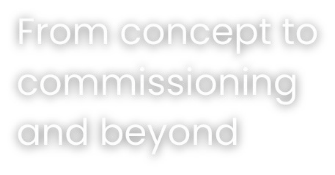 From concept to
commissioning
and beyond